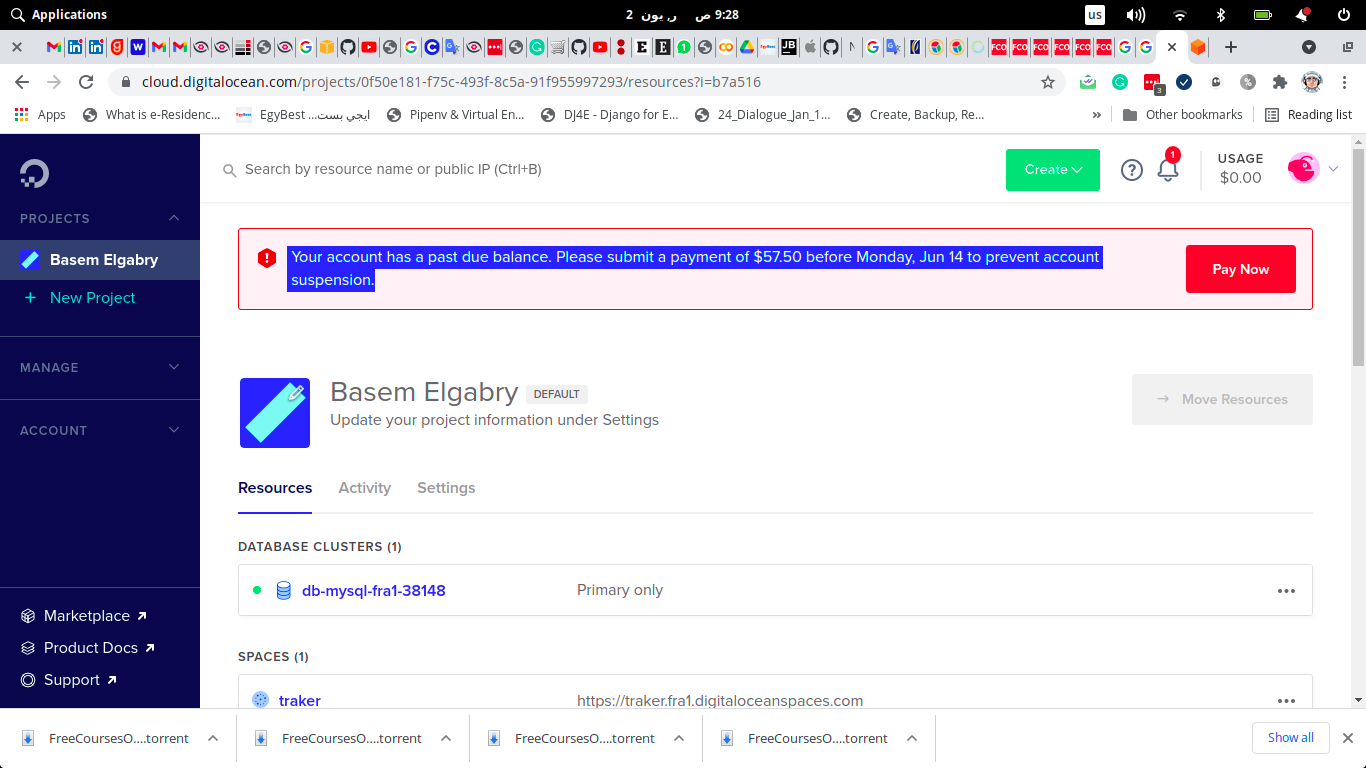 Applications
2 ر, يون 9:28 ص
us
cloud.digitalocean.com/projects/0f50e181-f75c-493f-8c5a-91f955997293/resources?i=b7a516
3
Apps
What is e-Residenc...
EgyBest ...ايجي بست
Pipenv & Virtual En...
DJ4E - Django for E...
24_Dialogue_Jan_1...
Create, Backup, Re...
»
Other bookmarks
Reading list
Search by resource name or public IP (Ctrl+B)
Create
1
USAGE
$0.00
PROJECTS
Basem Elgabry
New Project
MANAGE
ACCOUNT
Marketplace
Product Docs
Support
Your account has a past due balance. Please submit a payment of $57.50 before Monday, Jun 14 to prevent account
suspension.
Pay Now
Basem Elgabry DEFAULT
Update your project information under Settings
Move Resources
Resources Activity Settings
DATABASE CLUSTERS (1)
db-mysql-fra1-38148 Primary only
SPACES (1)
traker https://traker.fra1.digitaloceanspaces.com
FreeCoursesO....torrent
FreeCoursesO....torrent
FreeCoursesO....torrent
FreeCoursesO....torrent
Show all